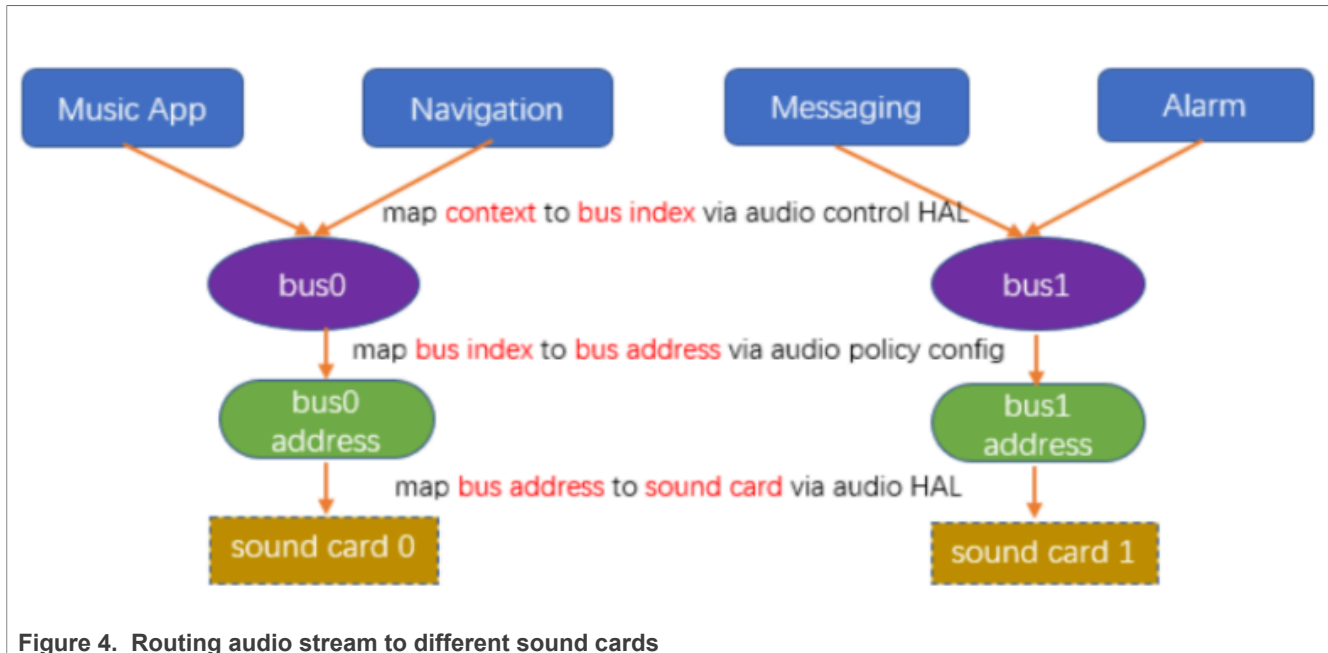 Music App
Navigation
Messaging
Alarm
map context to bus index via audio control HAL
bus0
bus1
map bus index to bus address via audio policy config
bus0
address
bus1
address
map bus address to sound card via audio HAL
sound card 0
sound card 1
Figure 4. Routing audio stream to different sound cards